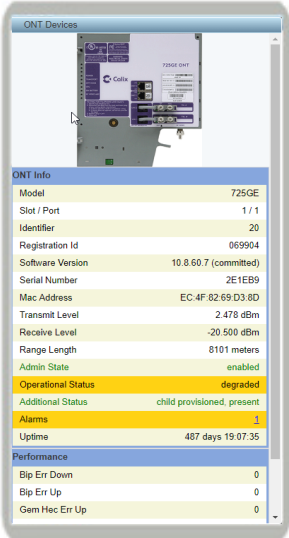 ONT Devices
Calix
725GE ONT
ONT Info
Model 725GE
Slot / Port 1 / 1
Identifier 20
Registration Id 069904
Software Version 10.8.60.7 (committed)
Serial Number 2E1EB9
Mac Address EC:4F:82:69:D3:8D
Transmit Level 2.478 dBm
Receive Level -20.500 dBm
Range Length 8101 meters
Admin State enabled
Operational Status degraded
Additional Status child provisioned, present
Alarms 1
Uptime 487 days 19:07:35
Performance
Bip Err Down 0
Bip Err Up 0
Gem Hec Err Up 0